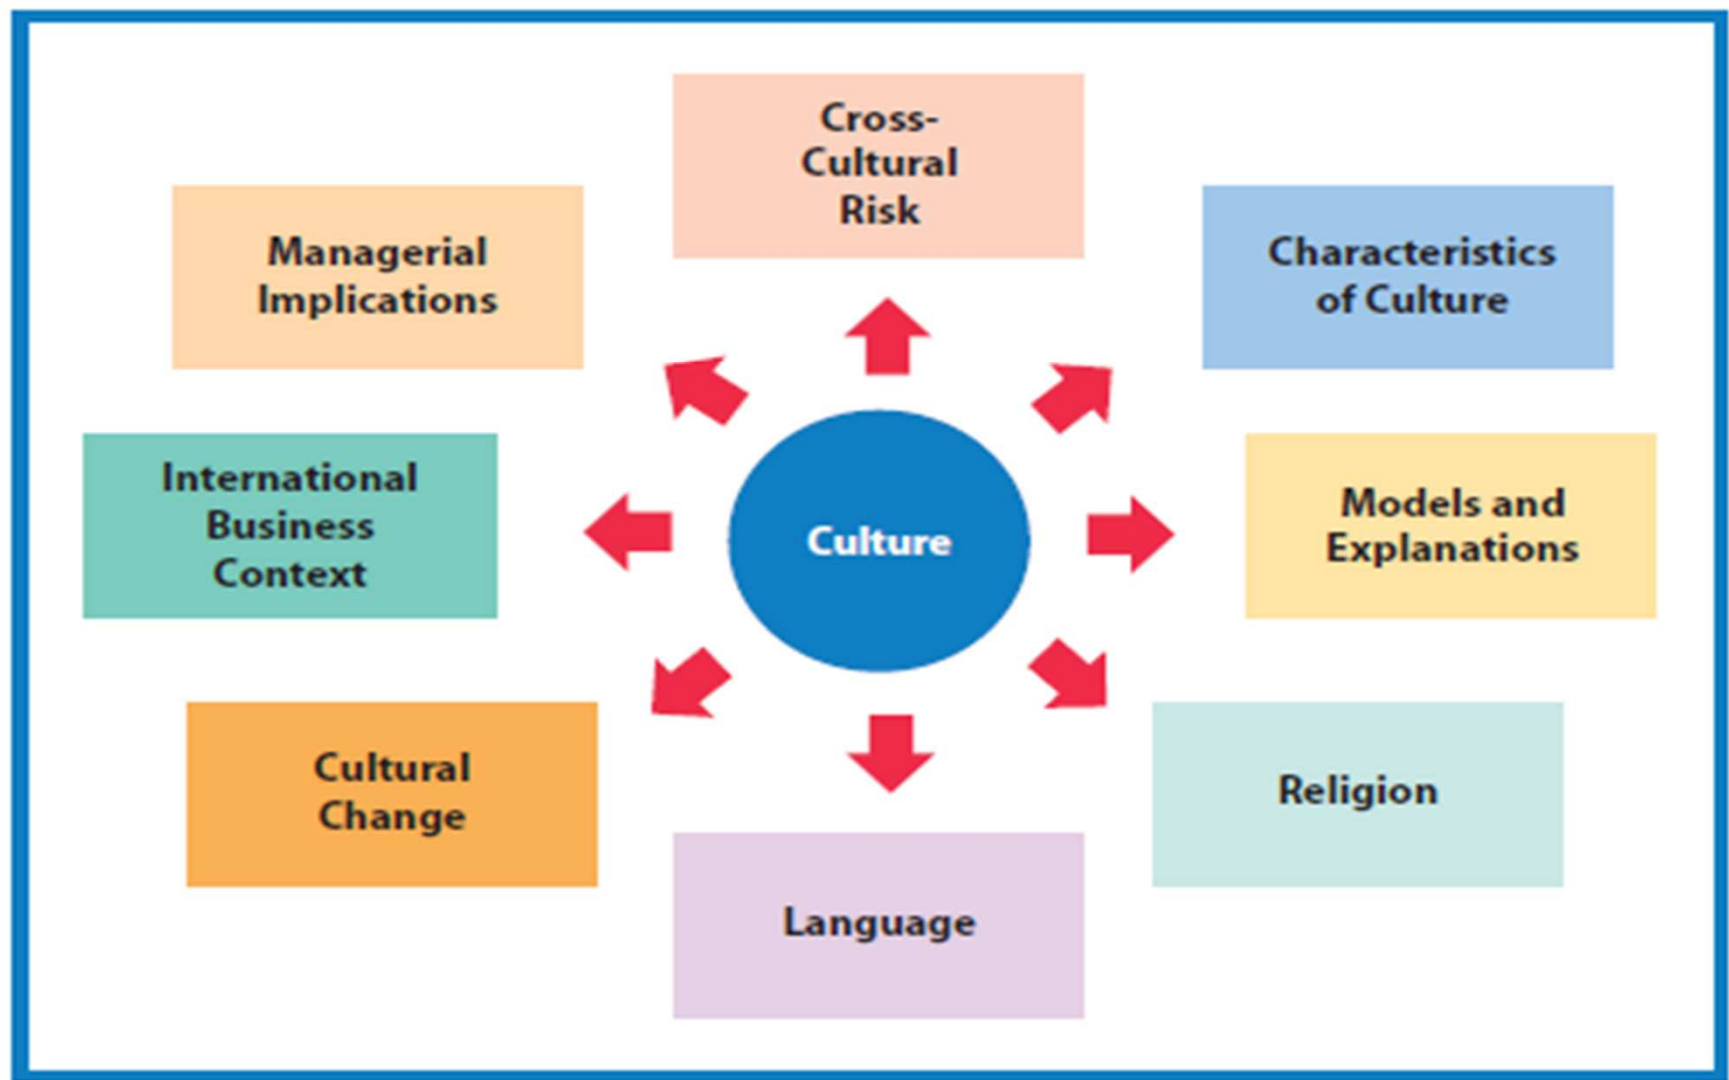 Cross-
Cultural
Risk
Characteristics
of Culture
Models and
Explanations
Religion
Language
Cultural
Change
International
Business
Context
Managerial
Implications
Culture